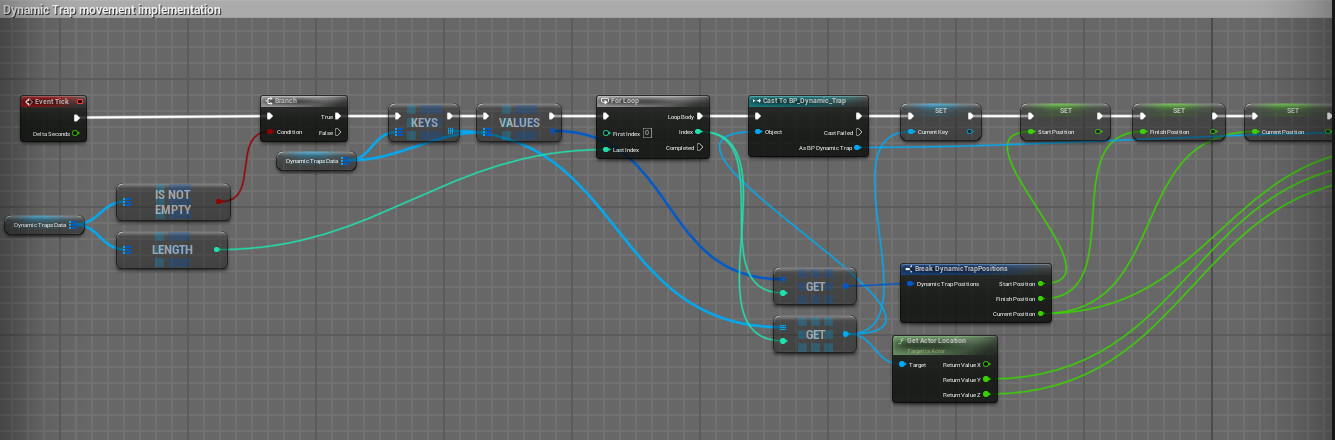 Dynamic Trap movement implementation
Event Tick
Delta Seconds
Branch
True
Condition
False
Dynamic Traps Data
KEYS
VALUES
For Loop
Loop Body
First Index 0
Index
Last Index
Completed
Cast To BP_Dynamic_Trap
Object
Cast Failed
As BP Dynamic Trap
SET
Current Key
SET
Start Position
SET
Finish Position
SET
Current Position
Dynamic Traps Data
IS NOT
EMPTY
LENGTH
GET
GET
Break DynamicTrapPositions
Dynamic Trap Positions
Start Position
Finish Position
Current Position
Get Actor Location
Target is Actor
Target
Return Value X
Return Value Y
Return Value Z